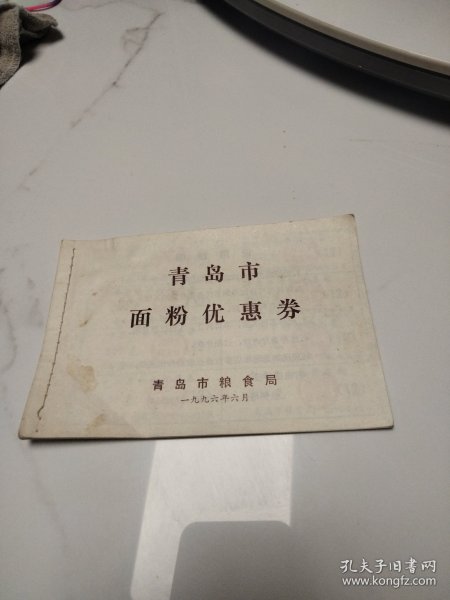 青岛市
面粉优惠券
青岛市粮食局
一九九六年六月
孔夫子旧书网
www.kongfz.com